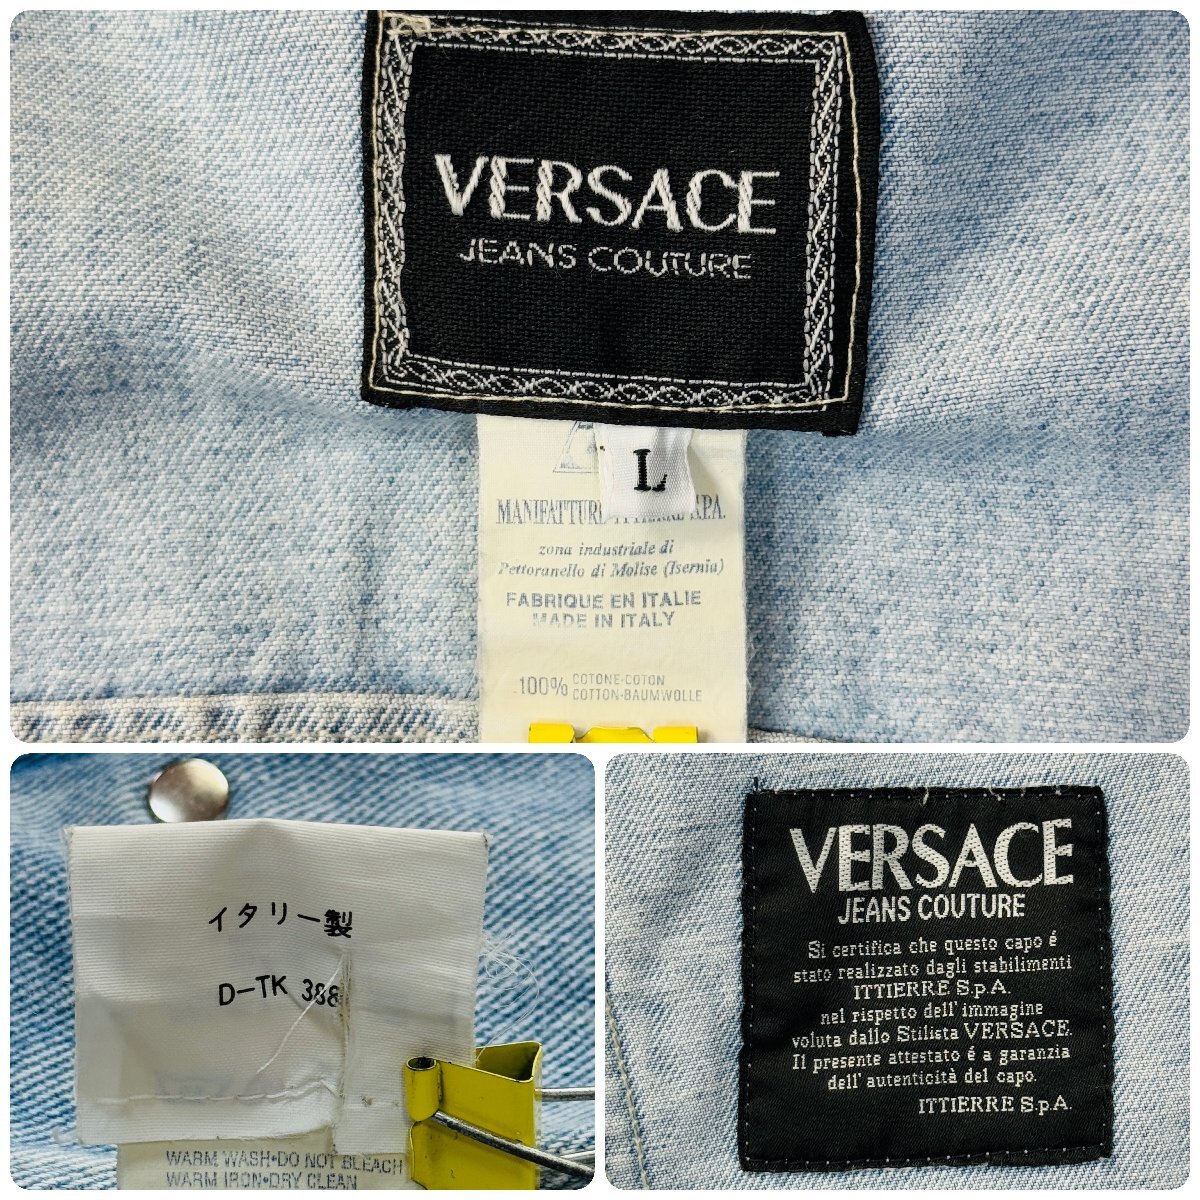 VERSACE
JEANS COUTURE
L
S.P.A.
zona industriale di
Pettoranello di Molise (Isernia)
FABRIQUE EN ITALIE
MADE IN ITALY
100% COTONE-COTON
COTTON-BAUMWOLLE
イタリー製
D-TK 388
WARM WASH•DO NOT BLEACH
WARM IRON•DRY CLEAN
VERSACE
JEANS COUTURE
Si certifica che questo capo é
stato realizzato dagli stabilimenti
ITTIERRE S.p.A.
nel rispetto dell'immagine
voluta dallo Stilista VERSACE.
Il presente attestato é a garanzia
dell'autenticità del capo.
ITTIERRE S.p.A.